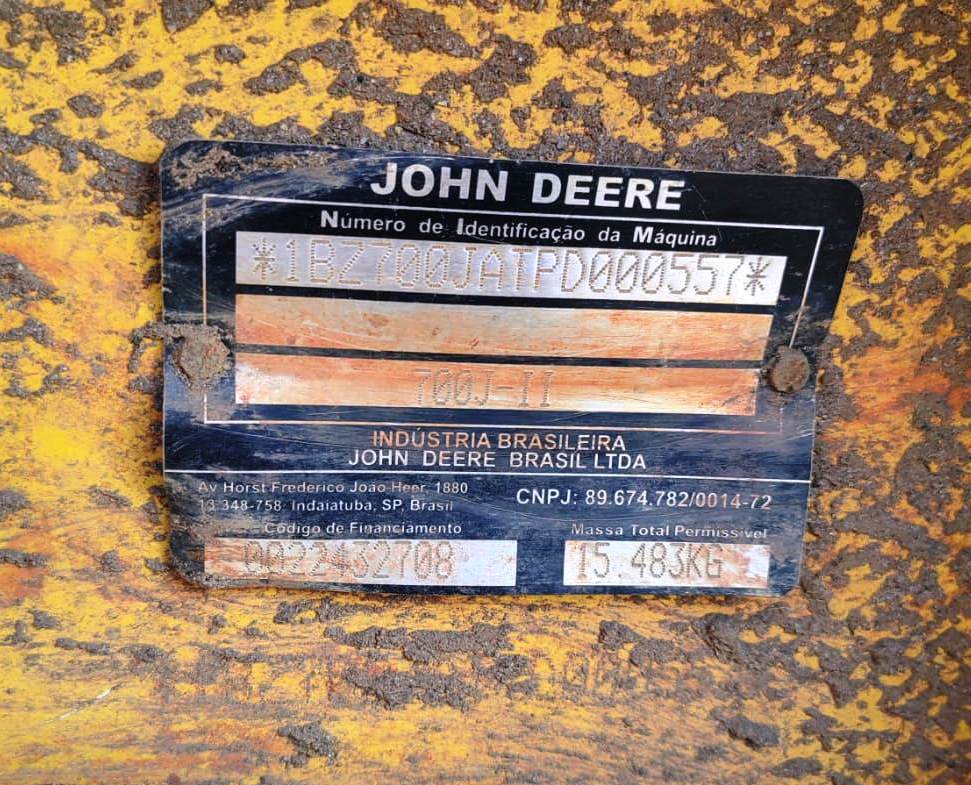 JOHN DEERE
Número de Identificação da Máquina
*1BZ700JATPD000557*
700J-II
INDÚSTRIA BRASILEIRA
JOHN DEERE BRASIL LTDA
Av Horst Frederico João Heer, 1880
13.348-758, Indaiatuba, SP, Brasil
CNPJ: 89.674.782/0014-72
Código de Financiamento
Massa Total Permissível
0022432708
15.483KG